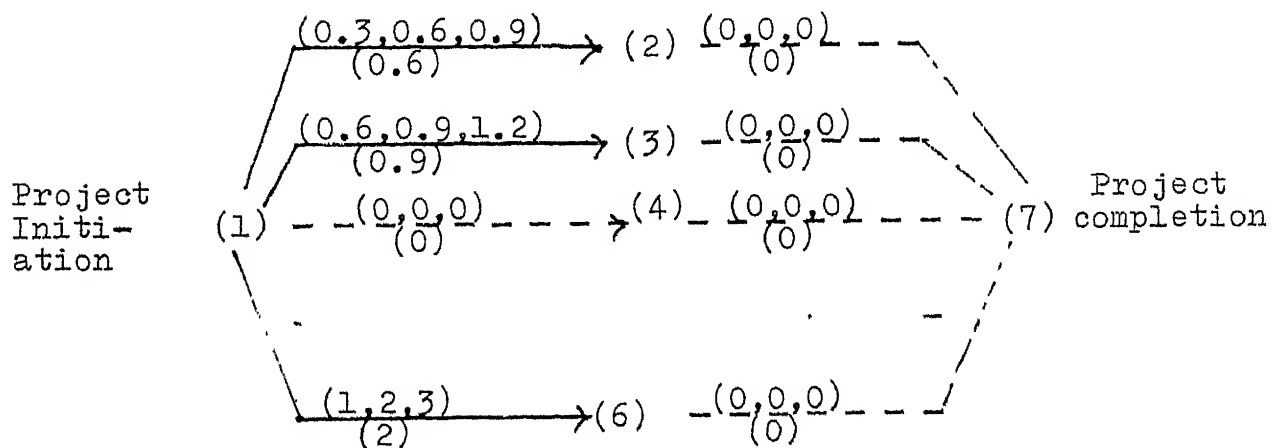 (0.3,0.6,0.9) (2) (0,0,0)
(0.6) (0)
(0.6,0.9,1.2) (3) (0,0,0)
(0.9) (0)
Project Initi- ation (1) (0,0,0) (4) (0,0,0) (7) Project completion
(0) (0)
(1,2,3) (6) (0,0,0)
(2) (0)